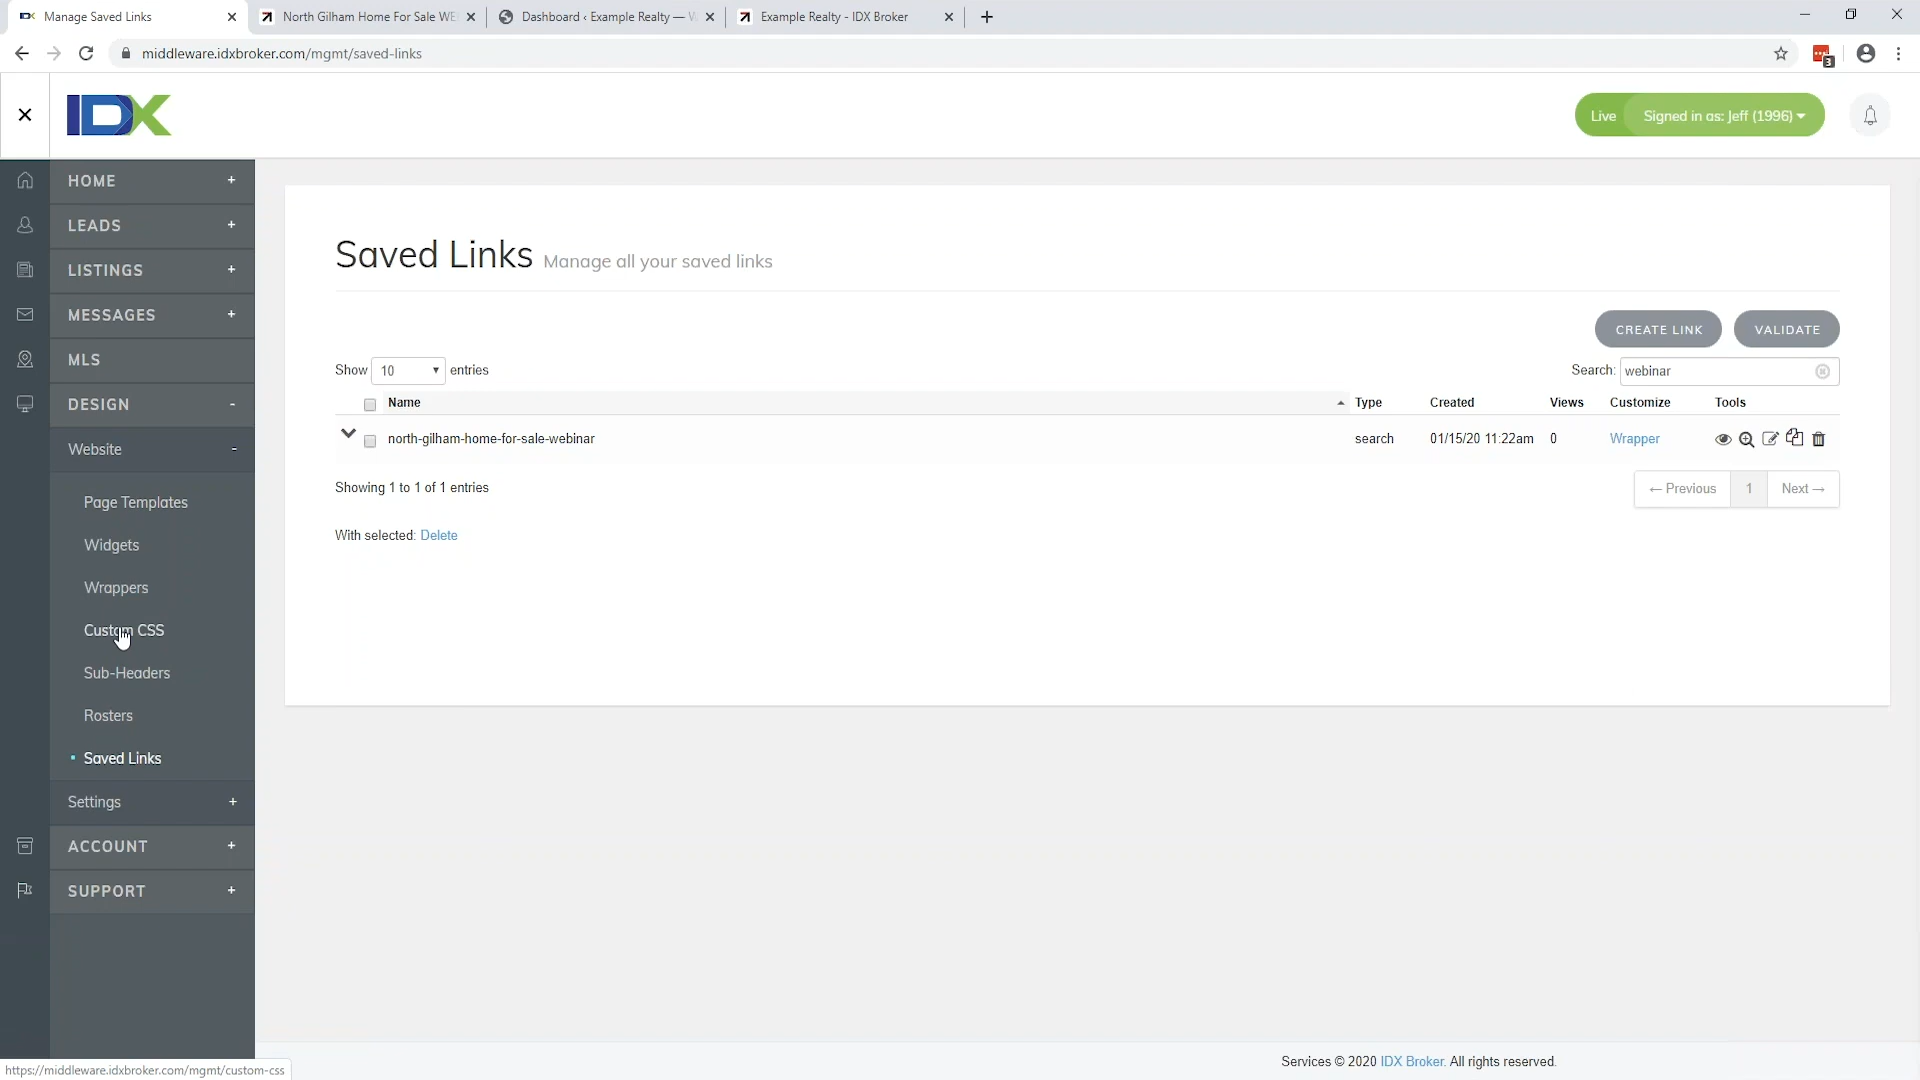 Manage Saved Links
North Gilham Home For Sale WE
Dashboard ‹ Example Realty — W
Example Realty - IDX Broker
middleware.idxbroker.com/mgmt/saved-links
3
IDX
Live Signed in as: Jeff (1996)
HOME +
LEADS +
LISTINGS +
MESSAGES +
MLS
DESIGN -
Website -
Page Templates
Widgets
Wrappers
Custom CSS
Sub-Headers
Rosters
Saved Links
Settings +
ACCOUNT +
SUPPORT +
Saved Links Manage all your saved links
CREATE LINK VALIDATE
Show 10 entries Search: webinar
Name Type Created Views Customize Tools
north-gilham-home-for-sale-webinar search 01/15/20 11:22am 0 Wrapper
Showing 1 to 1 of 1 entries ← Previous 1 Next →
With selected: Delete
Services © 2020 IDX Broker. All rights reserved.
https://middleware.idxbroker.com/mgmt/custom-css